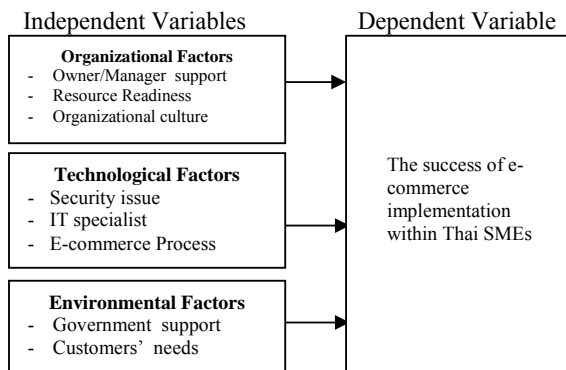 Independent Variables
Organizational Factors
- Owner/Manager support
- Resource Readiness
- Organizational culture
Technological Factors
- Security issue
- IT specialist
- E-commerce Process
Environmental Factors
- Government support
- Customers' needs
Dependent Variable
The success of e-
commerce
implementation
within Thai SMEs